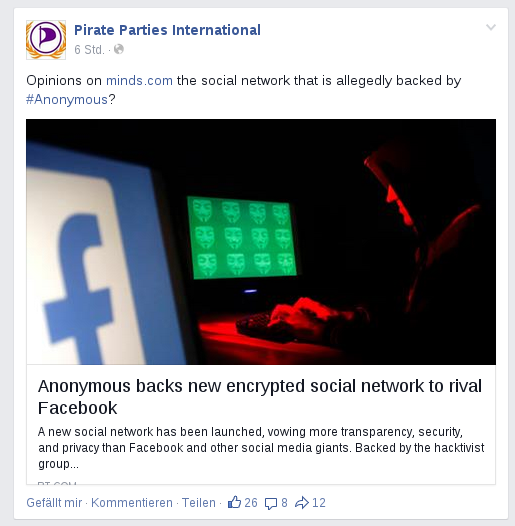 Pirate Parties International
6 Std. ·
Opinions on minds.com the social network that is allegedly backed by
#Anonymous?
Anonymous backs new encrypted social network to rival
Facebook
A new social network has been launched, vowing more transparency, security,
and privacy than Facebook and other social media giants. Backed by the hacktivist
group...
RT.COM
Gefällt mir · Kommentieren · Teilen · 26 8 12